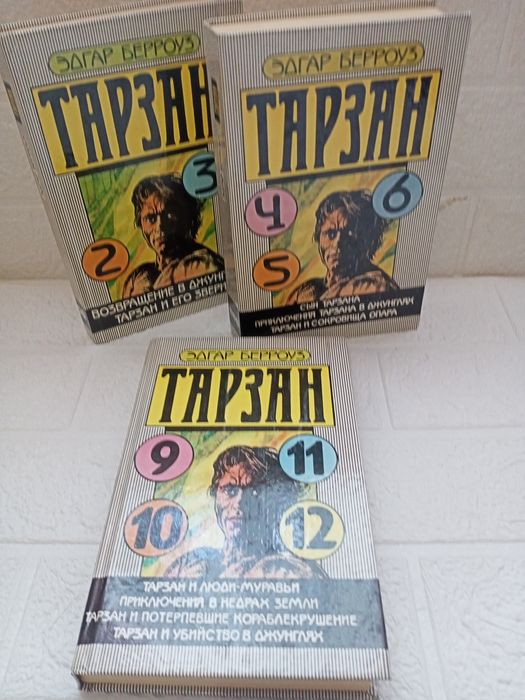 ЭДГАР БЕРРОУЗ
ТАРЗАН
3
2
ВОЗВРАЩЕНИЕ В ДЖУНГ
ТАРЗАН И ЕГО ЗВЕРИ
ЭДГАР БЕРРОУЗ
ТАРЗАН
4
6
5
СЫН ТАРЗАНА
ПРИКЛЮЧЕНИЯ ТАРЗАНА В ДЖУНГЛЯХ
ТАРЗАН И СОКРОВИЩА ОПАРА
ЭДГАР БЕРРОУЗ
ТАРЗАН
9
11
10
12
ТАРЗАН И ЛЮДИ-МУРАВЬИ
ПРИКЛЮЧЕНИЯ В НЕДРАХ ЗЕМЛИ
ТАРЗАН И ПОТЕРПЕВШИЕ КОРАБЛЕКРУШЕНИЕ
ТАРЗАН И УБИЙСТВО В ДЖУНГЛЯХ